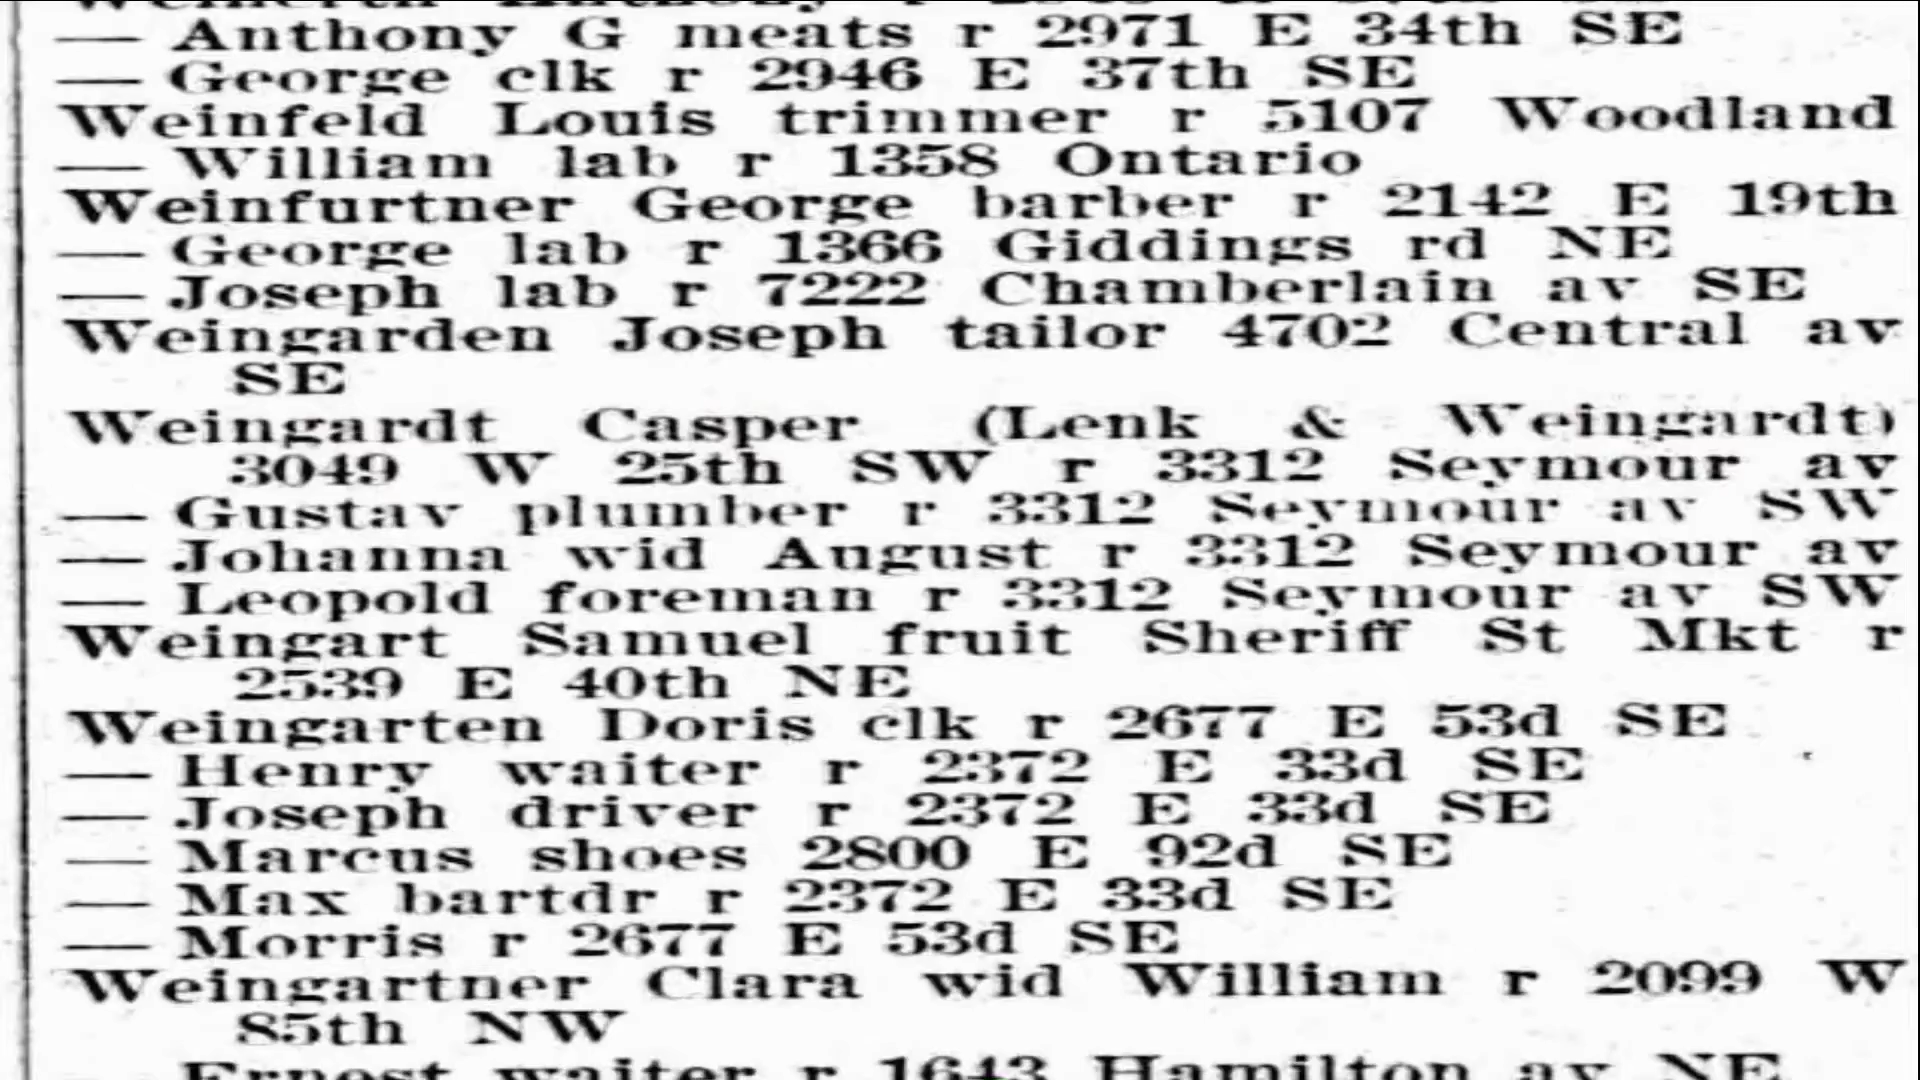 — Anthony G meats r 2971 E 34th SE
— George clk r 2946 E 37th SE
Weinfeld Louis trimmer r 5107 Woodland
— William lab r 1358 Ontario
Weinfurtner George barber r 2142 E 19th
— George lab r 1366 Giddings rd NE
— Joseph lab r 7222 Chamberlain av SE
Weingarden Joseph tailor 4702 Central av
SE
Weingardt Casper (Lenk & Weingardt)
3049 W 25th SW r 3312 Seymour av
— Gustav plumber r 3312 Seymour av SW
— Johanna wid August r 3312 Seymour av
— Leopold foreman r 3312 Seymour av SW
Weingart Samuel fruit Sheriff St Mkt r
2539 E 40th NE
Weingarten Doris clk r 2677 E 53d SE
— Henry waiter r 2372 E 33d SE
— Joseph driver r 2372 E 33d SE
— Marcus shoes 2800 E 92d SE
— Max bartdr r 2372 E 33d SE
— Morris r 2677 E 53d SE
Weingartner Clara wid William r 2099 W
85th NW
— Ernest waiter r 1643 Hamilton av NE